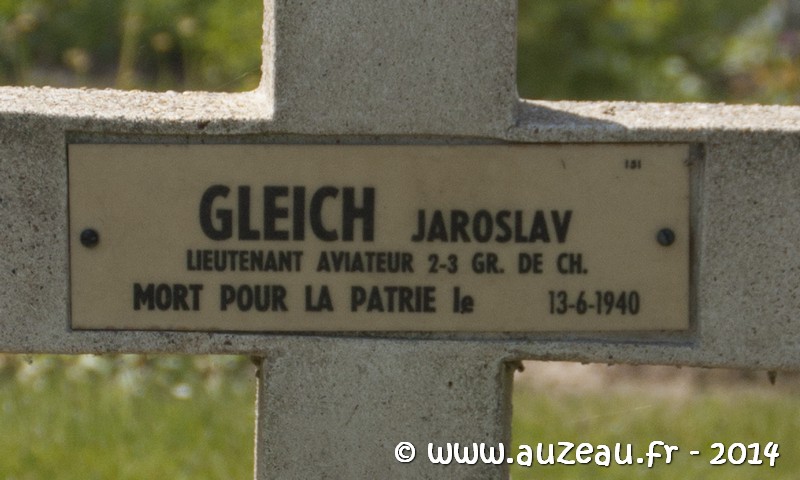 151
GLEICH JAROSLAV
LIEUTENANT AVIATEUR 2-3 GR. DE CH.
MORT POUR LA PATRIE le 13-6-1940
© www.auzeau.fr - 2014